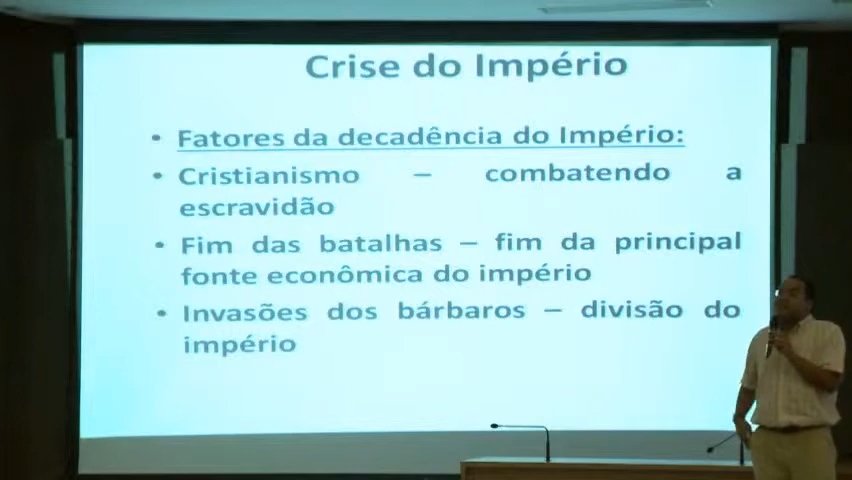 Crise do Império
• Fatores da decadência do Império:
• Cristianismo – combatendo a
escravidão
• Fim das batalhas – fim da principal
fonte econômica do império
• Invasões dos bárbaros – divisão do
império